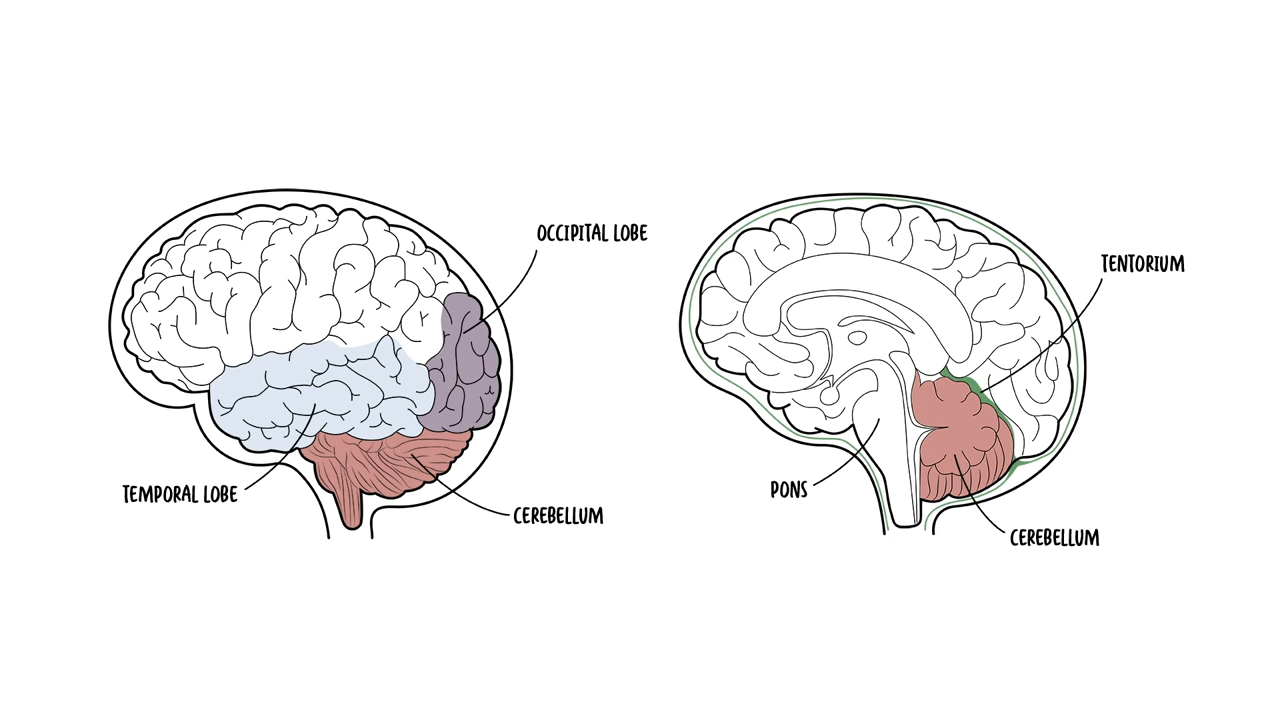 OCCIPITAL LOBE
TEMPORAL LOBE
CEREBELLUM
TENTORIUM
PONS
CEREBELLUM